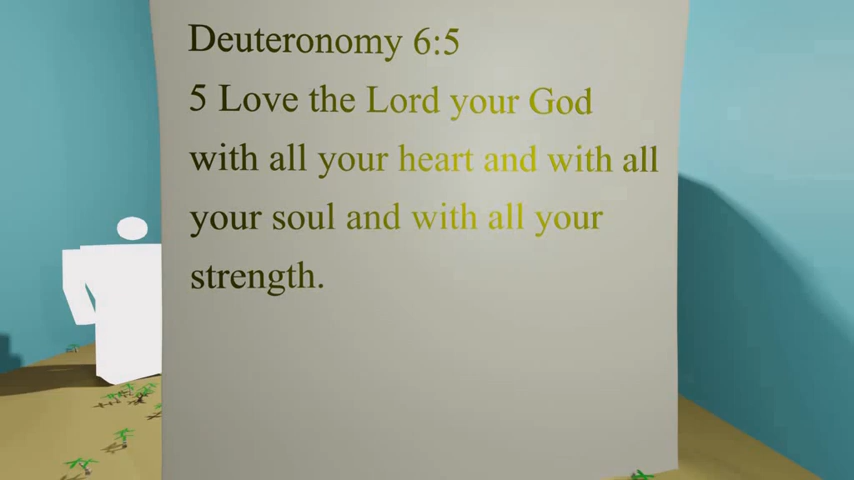 Deuteronomy 6:5
5 Love the Lord your God
with all your heart and with all
your soul and with all your
strength.